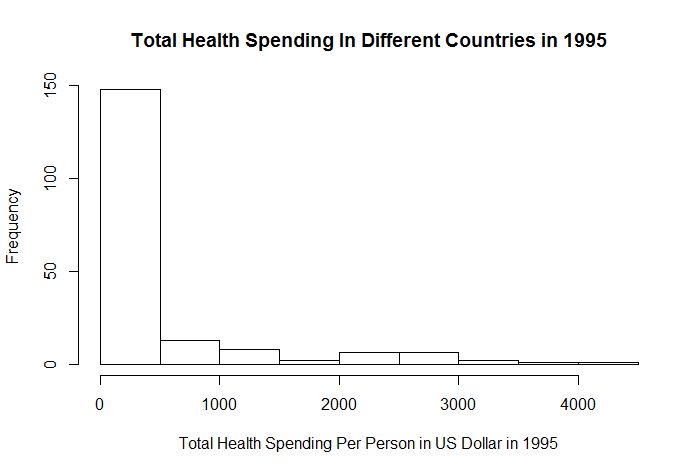 Total Health Spending In Different Countries in 1995
150
100
50
0
Frequency
0 1000 2000 3000 4000
Total Health Spending Per Person in US Dollar in 1995